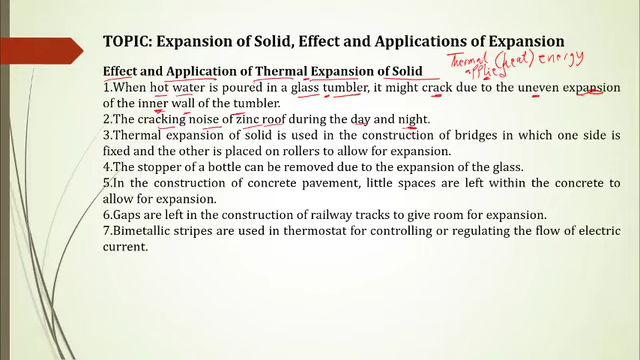 TOPIC: Expansion of Solid, Effect and Applications of Expansion
Thermal (heat) energy
applied
Effect and Application of Thermal Expansion of Solid
1.When hot water is poured in a glass tumbler, it might crack due to the uneven expansion
of the inner wall of the tumbler.
2.The cracking noise of zinc roof during the day and night.
3.Thermal expansion of solid is used in the construction of bridges in which one side is
fixed and the other is placed on rollers to allow for expansion.
4.The stopper of a bottle can be removed due to the expansion of the glass.
5.In the construction of concrete pavement, little spaces are left within the concrete to
allow for expansion.
6.Gaps are left in the construction of railway tracks to give room for expansion.
7.Bimetallic stripes are used in thermostat for controlling or regulating the flow of electric
current.